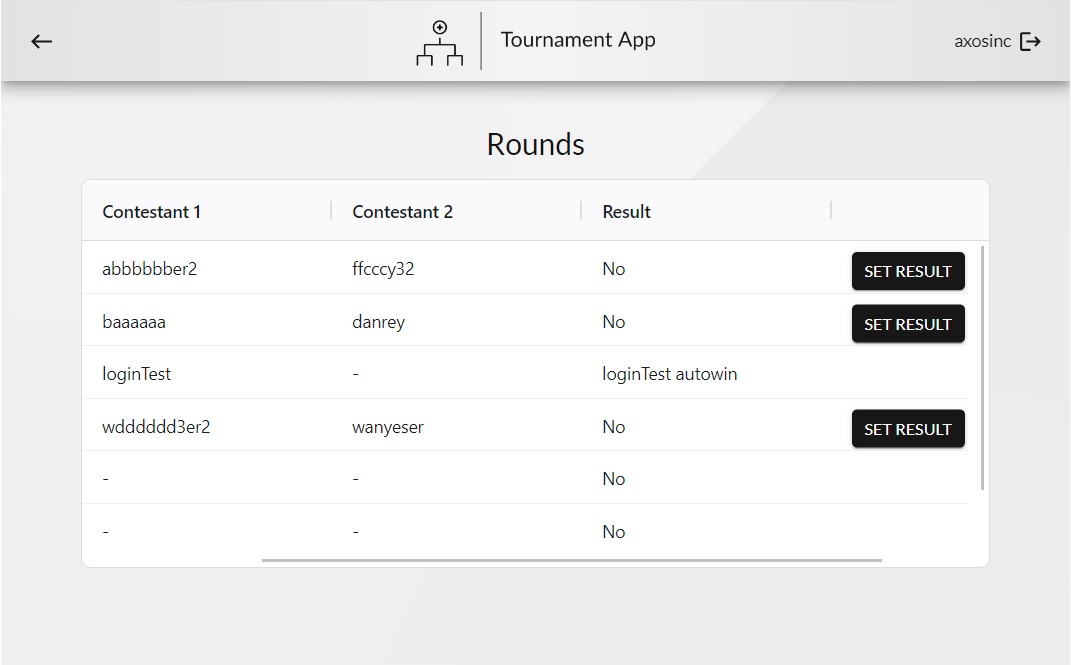 Tournament App
axosinc
Rounds
Contestant 1 Contestant 2 Result
abbbbbber2 ffcccy32 No SET RESULT
baaaaaa danrey No SET RESULT
loginTest - loginTest autowin
wdddddd3er2 wanyeser No SET RESULT
- - No
- - No